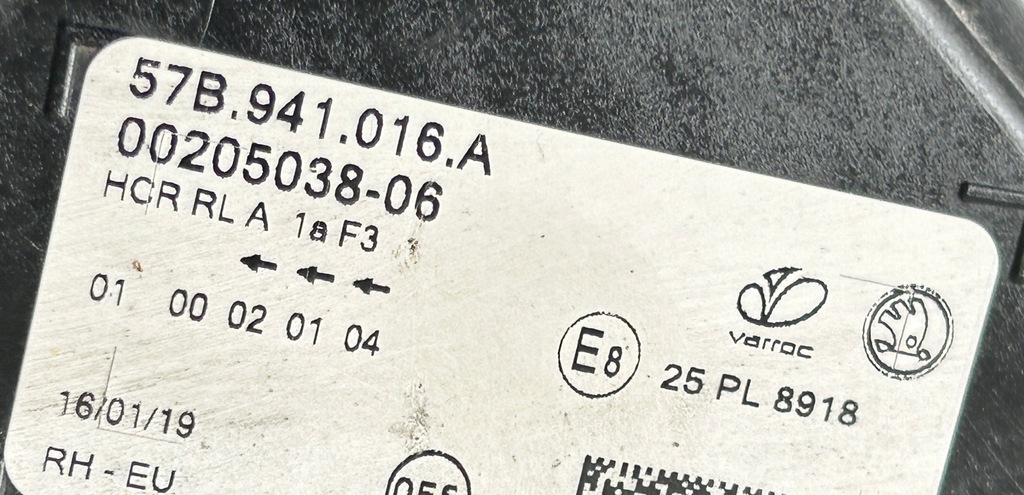 57B.941.016.A
00205038-06
HCR RL A 1a F3
01 00 02 01 04
varroc
E8
25 PL 8918
16/01/19
RH - EU